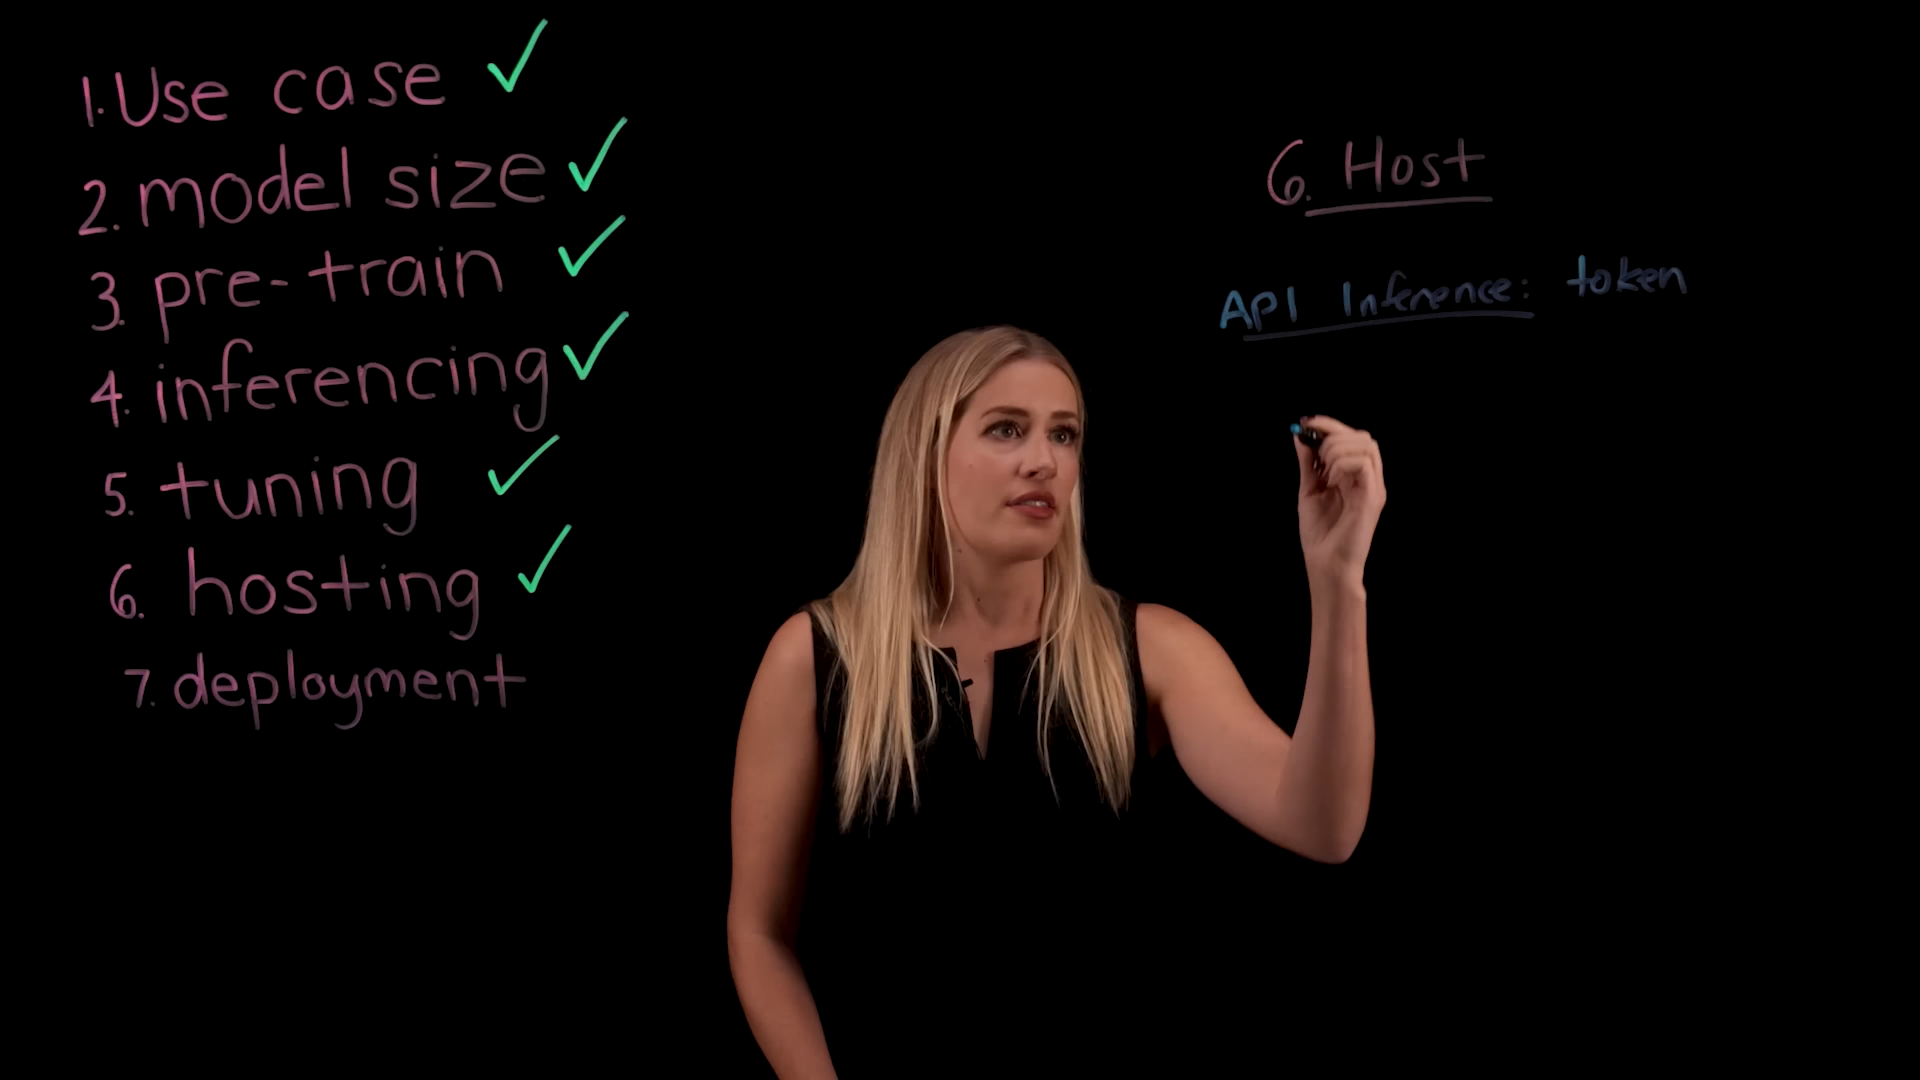 1. Use case ✓
2. model size ✓
3. pre-train ✓
4. inferencing ✓
5. tuning ✓
6. hosting ✓
7. deployment
6. Host
API Inference: token